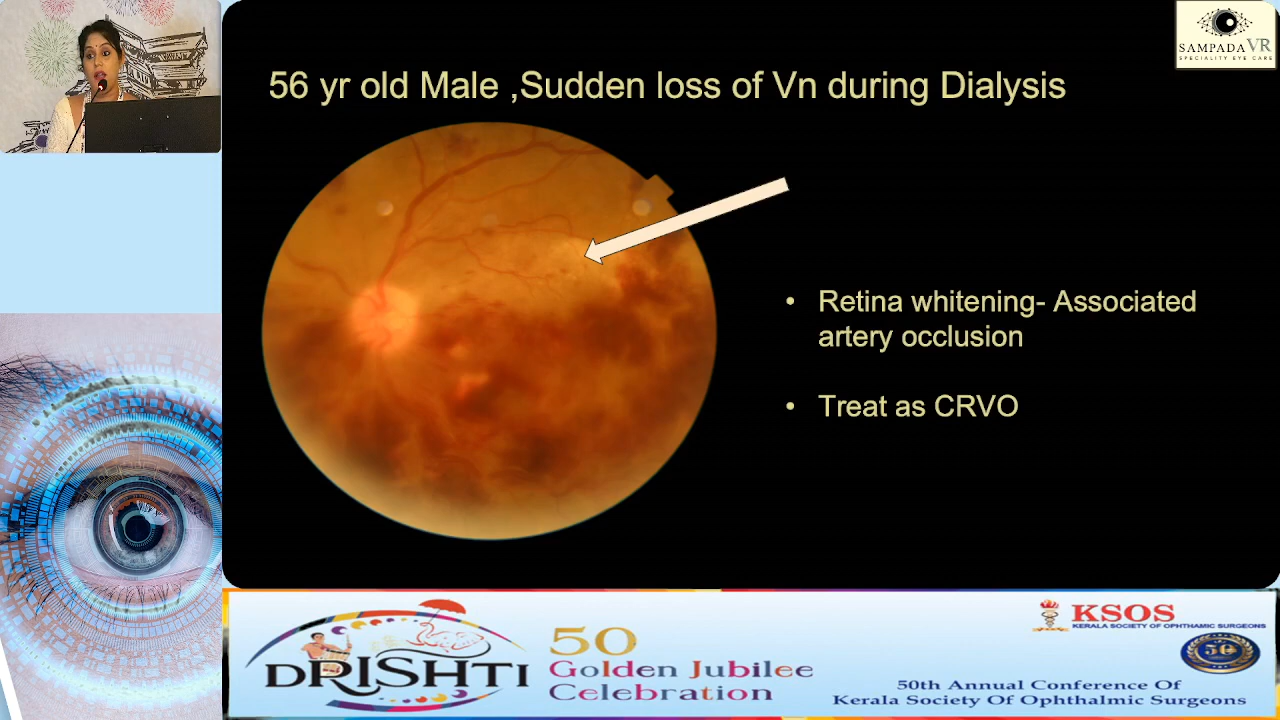 SAMPADA VR
SPECIALITY EYE CARE
56 yr old Male ,Sudden loss of Vn during Dialysis
• Retina whitening- Associated
artery occlusion
• Treat as CRVO
DRISHTI
50
Golden Jubilee
Celebration
KSOS
KERALA SOCIETY OF OPHTHAMIC SURGEONS
50
50th Annual Conference Of
Kerala Society Of Ophthalmic Surgeons